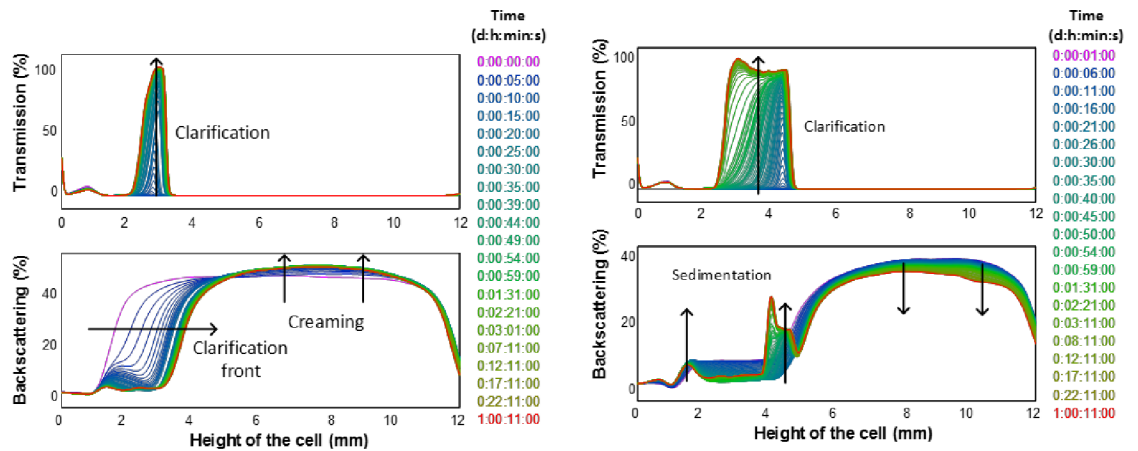 Time
(d:h:min:s)
0:00:00:00
0:00:05:00
0:00:10:00
0:00:15:00
0:00:20:00
0:00:25:00
0:00:30:00
0:00:35:00
0:00:39:00
0:00:44:00
0:00:49:00
0:00:54:00
0:00:59:00
0:01:31:00
0:02:21:00
0:03:01:00
0:07:11:00
0:12:11:00
0:17:11:00
0:22:11:00
1:00:11:00
Transmission (%)
100
50
0
Clarification
0 2 4 6 8 10 12
Backscattering (%)
40
20
0
Creaming
Clarification
front
0 2 4 6 8 10 12
Height of the cell (mm)
Time
(d:h:min:s)
0:00:01:00
0:00:06:00
0:00:11:00
0:00:16:00
0:00:21:00
0:00:26:00
0:00:30:00
0:00:35:00
0:00:40:00
0:00:45:00
0:00:50:00
0:00:54:00
0:00:59:00
0:01:31:00
0:02:21:00
0:03:11:00
0:08:11:00
0:12:11:00
0:17:11:00
0:22:11:00
1:00:11:00
Transmission (%)
100
50
0
Clarification
0 2 4 6 8 10 12
Backscattering (%)
40
20
0
Sedimentation
0 2 4 6 8 10 12
Height of the cell (mm)